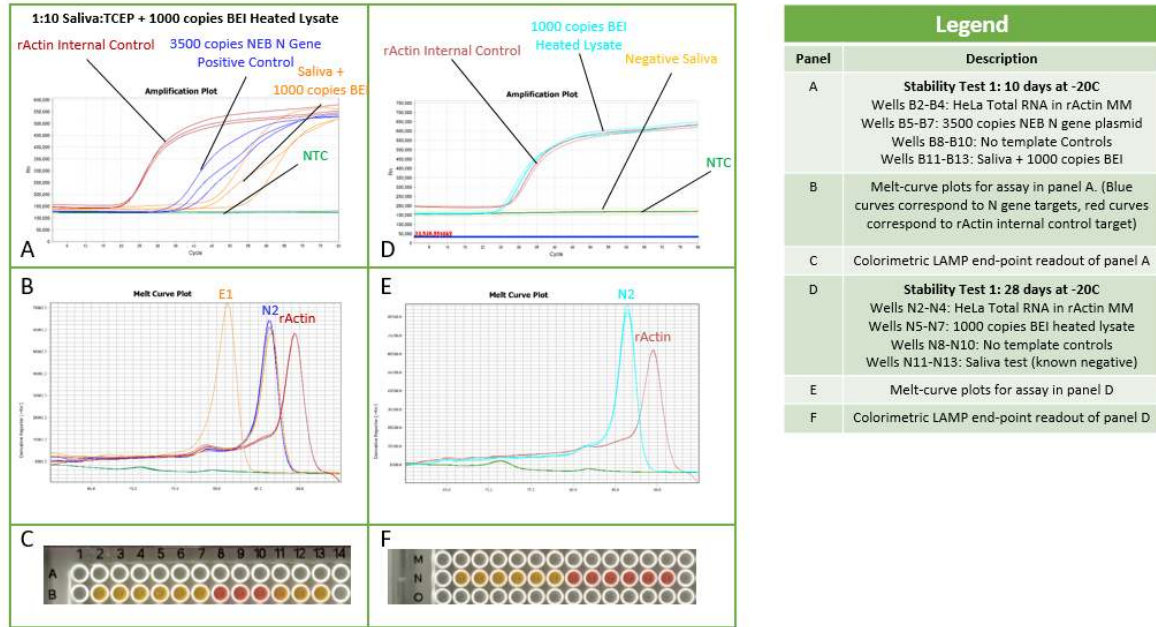 1:10 Saliva:TCEP + 1000 copies BEI Heated Lysate
rActin Internal Control
3500 copies NEB N Gene
Positive Control
Saliva +
1000 copies BEI
Amplification Plot
NTC
Cycle
A
1000 copies BEI
Heated Lysate
rActin Internal Control
Negative Saliva
Amplification Plot
NTC
Cycle
D
B
Melt Curve Plot
E1
N2
rActin
E
Melt Curve Plot
N2
rActin
C
1 2 3 4 5 6 7 8 9 10 11 12 13 14
A
B
F
M
N
O
Legend
Panel Description
A Stability Test 1: 10 days at -20C
Wells B2-B4: HeLa Total RNA in rActin MM
Wells B5-B7: 3500 copies NEB N gene plasmid
Wells B8-B10: No template Controls
Wells B11-B13: Saliva + 1000 copies BEI
B Melt-curve plots for assay in panel A. (Blue
curves correspond to N gene targets, red curves
correspond to rActin internal control target)
C Colorimetric LAMP end-point readout of panel A
D Stability Test 1: 28 days at -20C
Wells N2-N4: HeLa Total RNA in rActin MM
Wells N5-N7: 1000 copies BEI heated lysate
Wells N8-N10: No template controls
Wells N11-N13: Saliva test (known negative)
E Melt-curve plots for assay in panel D
F Colorimetric LAMP end-point readout of panel D